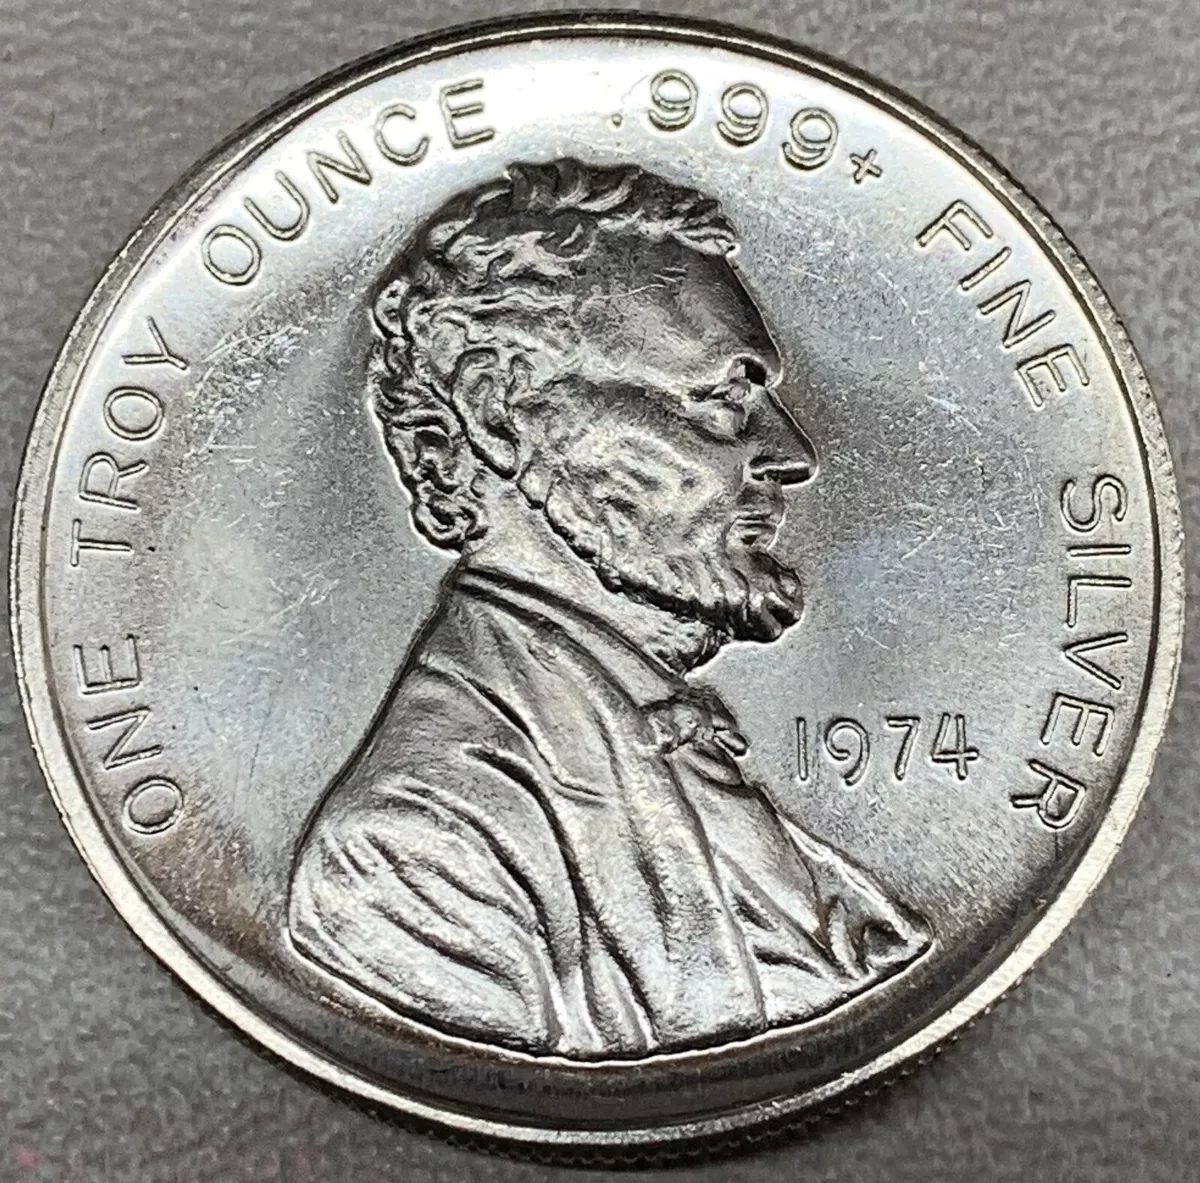 ONE TROY OUNCE .999+ FINE SILVER
1974